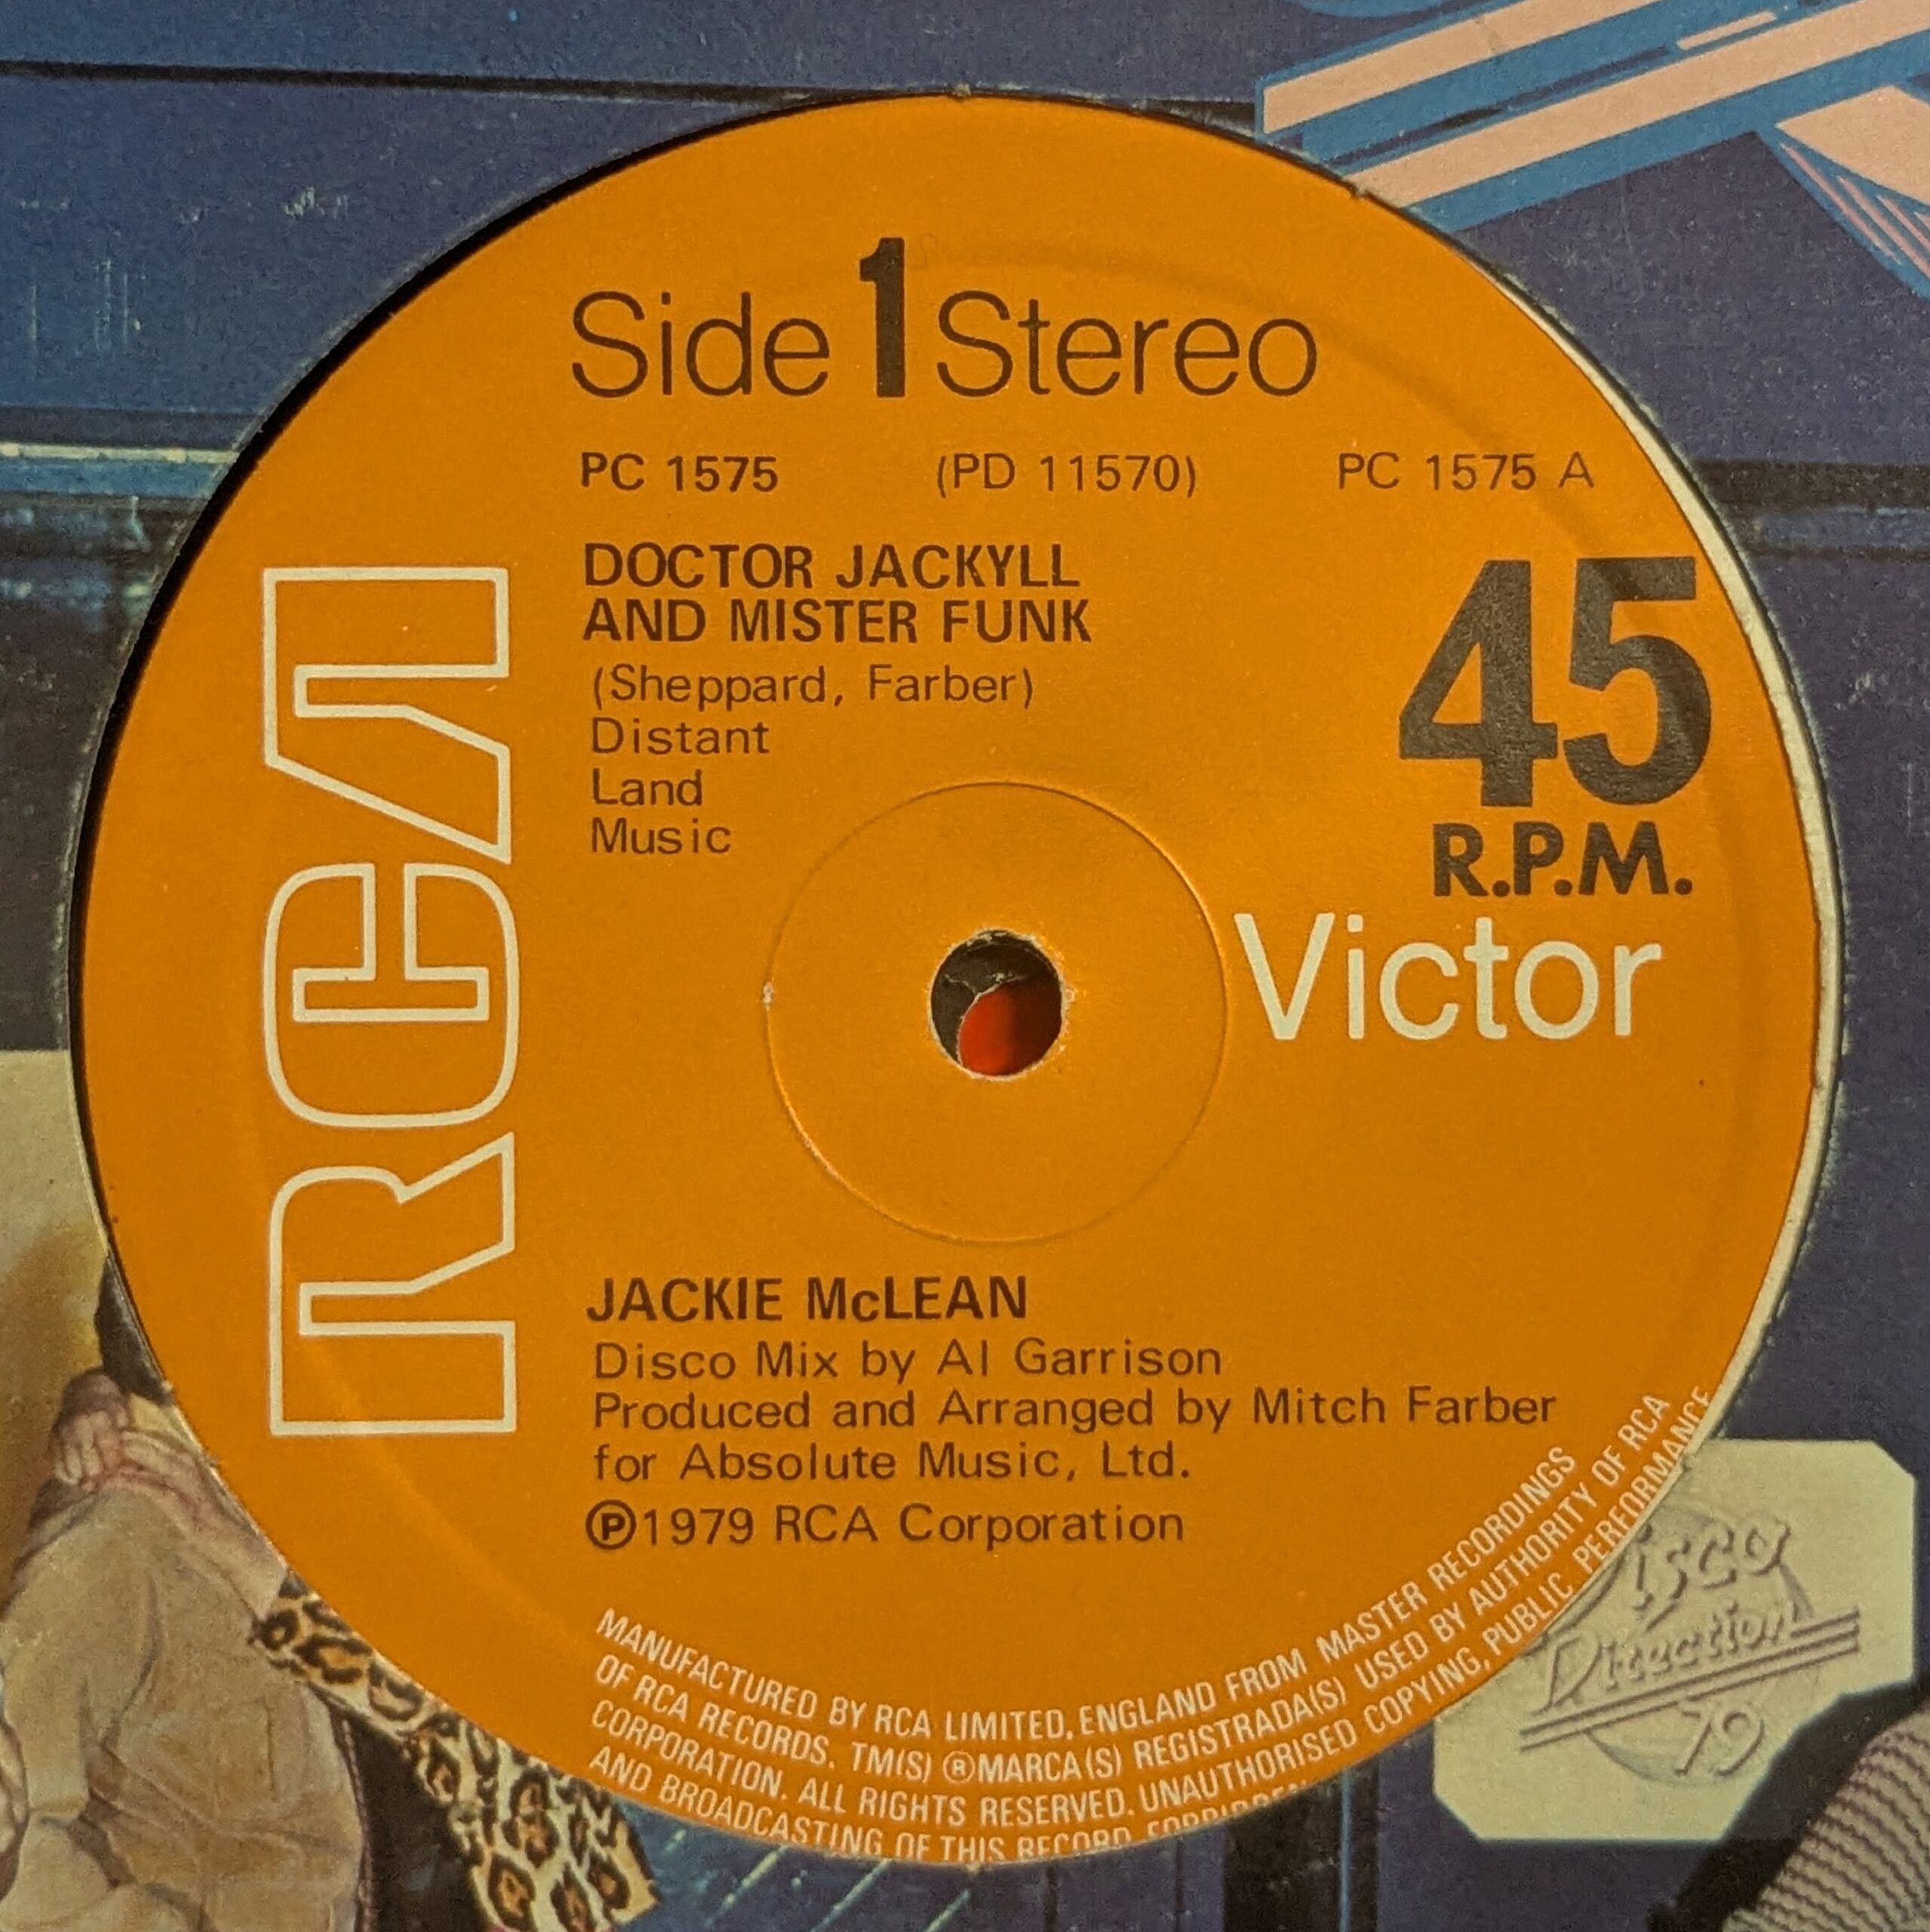 Side 1 Stereo
PC 1575 (PD 11570) PC 1575 A
DOCTOR JACKYLL
AND MISTER FUNK
(Sheppard, Farber)
Distant
Land
Music
45
R.P.M.
Victor
RCA
JACKIE McLEAN
Disco Mix by Al Garrison
Produced and Arranged by Mitch Farber
for Absolute Music, Ltd.
Ⓟ1979 RCA Corporation
MANUFACTURED BY RCA LIMITED, ENGLAND FROM MASTER RECORDINGS
OF RCA RECORDS. TM(S) ®MARCA(S) REGISTRADA(S) USED BY AUTHORITY OF RCA
CORPORATION. ALL RIGHTS RESERVED. UNAUTHORISED COPYING, PUBLIC PERFORMANCE
AND BROADCASTING OF THIS RECORD FORBIDDEN
Disco
Direction
79